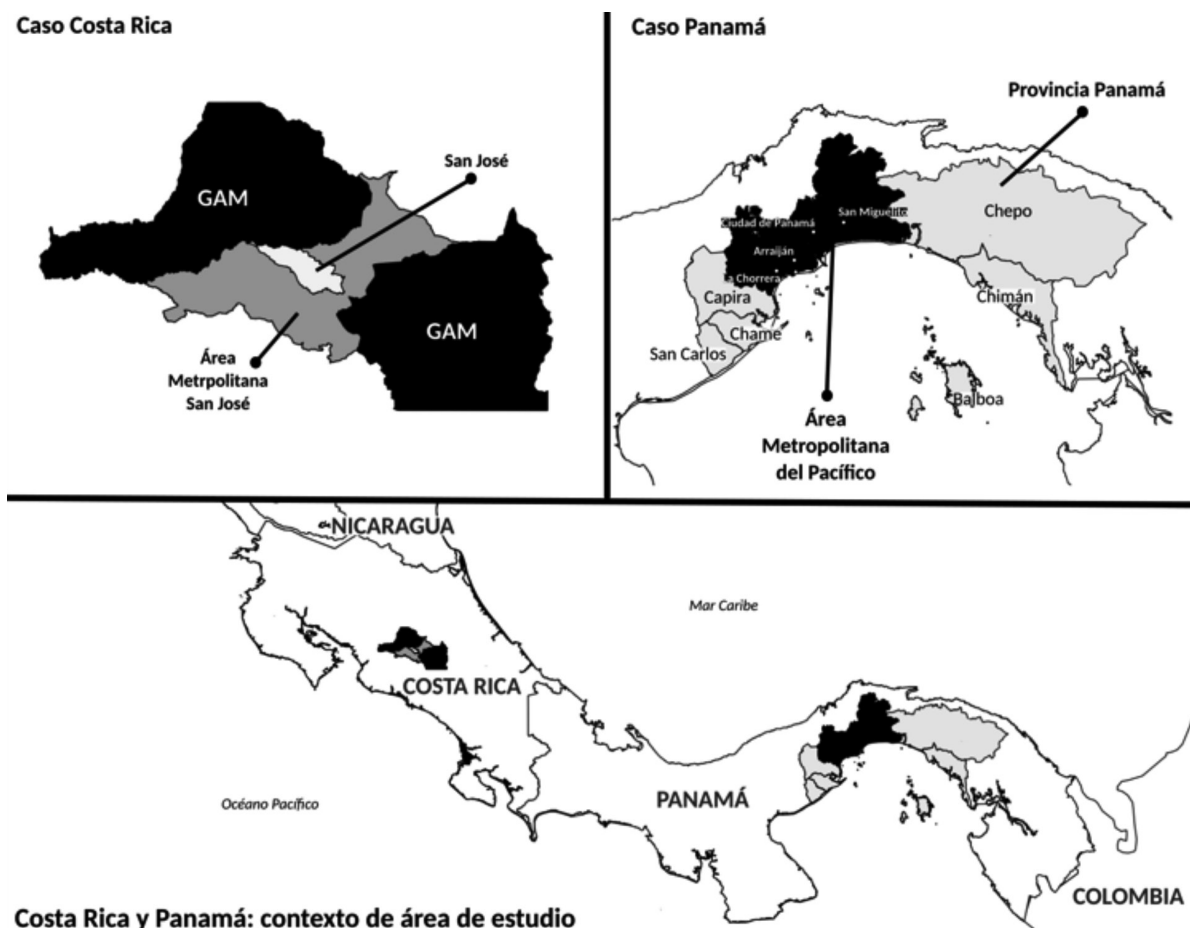 Caso Costa Rica
San José
GAM
GAM
Área
Metrpolitana
San José
Caso Panamá
Provincia Panamá
San Miguelito
Ciudad de Panamá
Chepo
Arraiján
La Chorrera
Capira
Chimán
Chame
San Carlos
Balboa
Área
Metropolitana
del Pacífico
NICARAGUA
Mar Caribe
COSTA RICA
Océano Pacífico
PANAMÁ
COLOMBIA
Costa Rica y Panamá: contexto de área de estudio